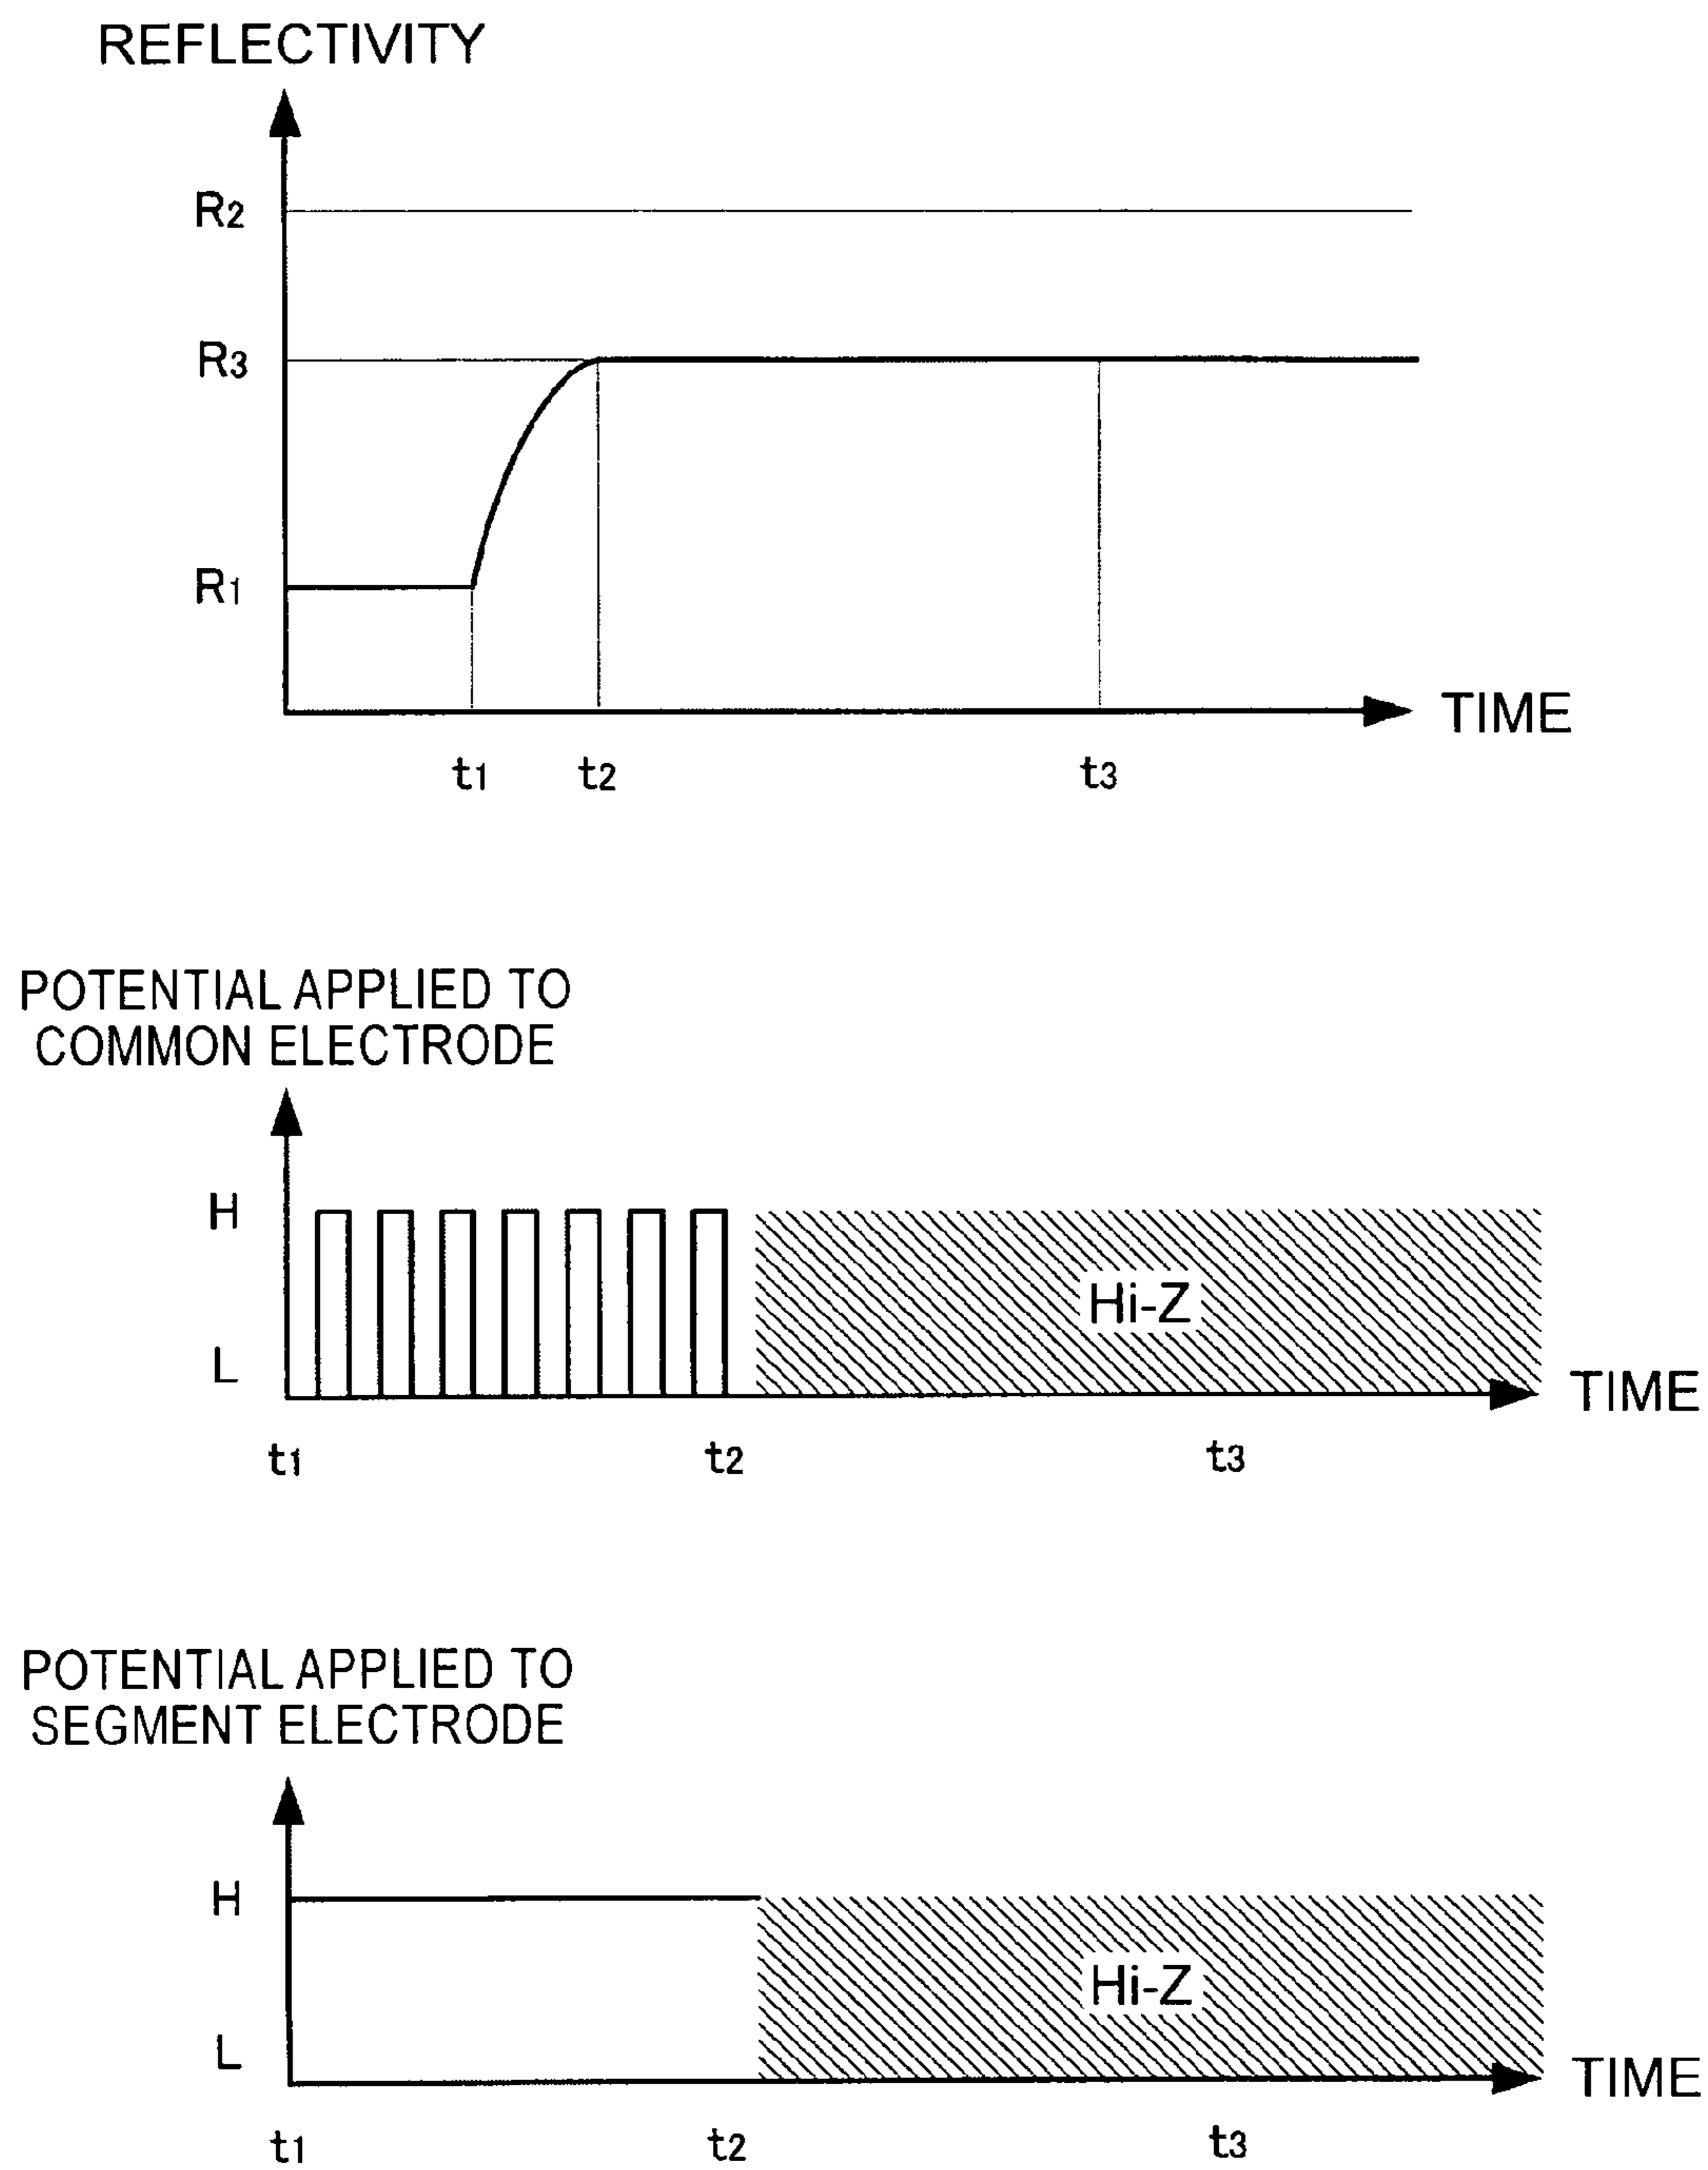 REFLECTIVITY
R2
R3
R1
TIME
t1 t2 t3
POTENTIAL APPLIED TO
COMMON ELECTRODE
H
Hi-Z
L
TIME
t1 t2 t3
POTENTIAL APPLIED TO
SEGMENT ELECTRODE
H
Hi-Z
L
TIME
t1 t2 t3